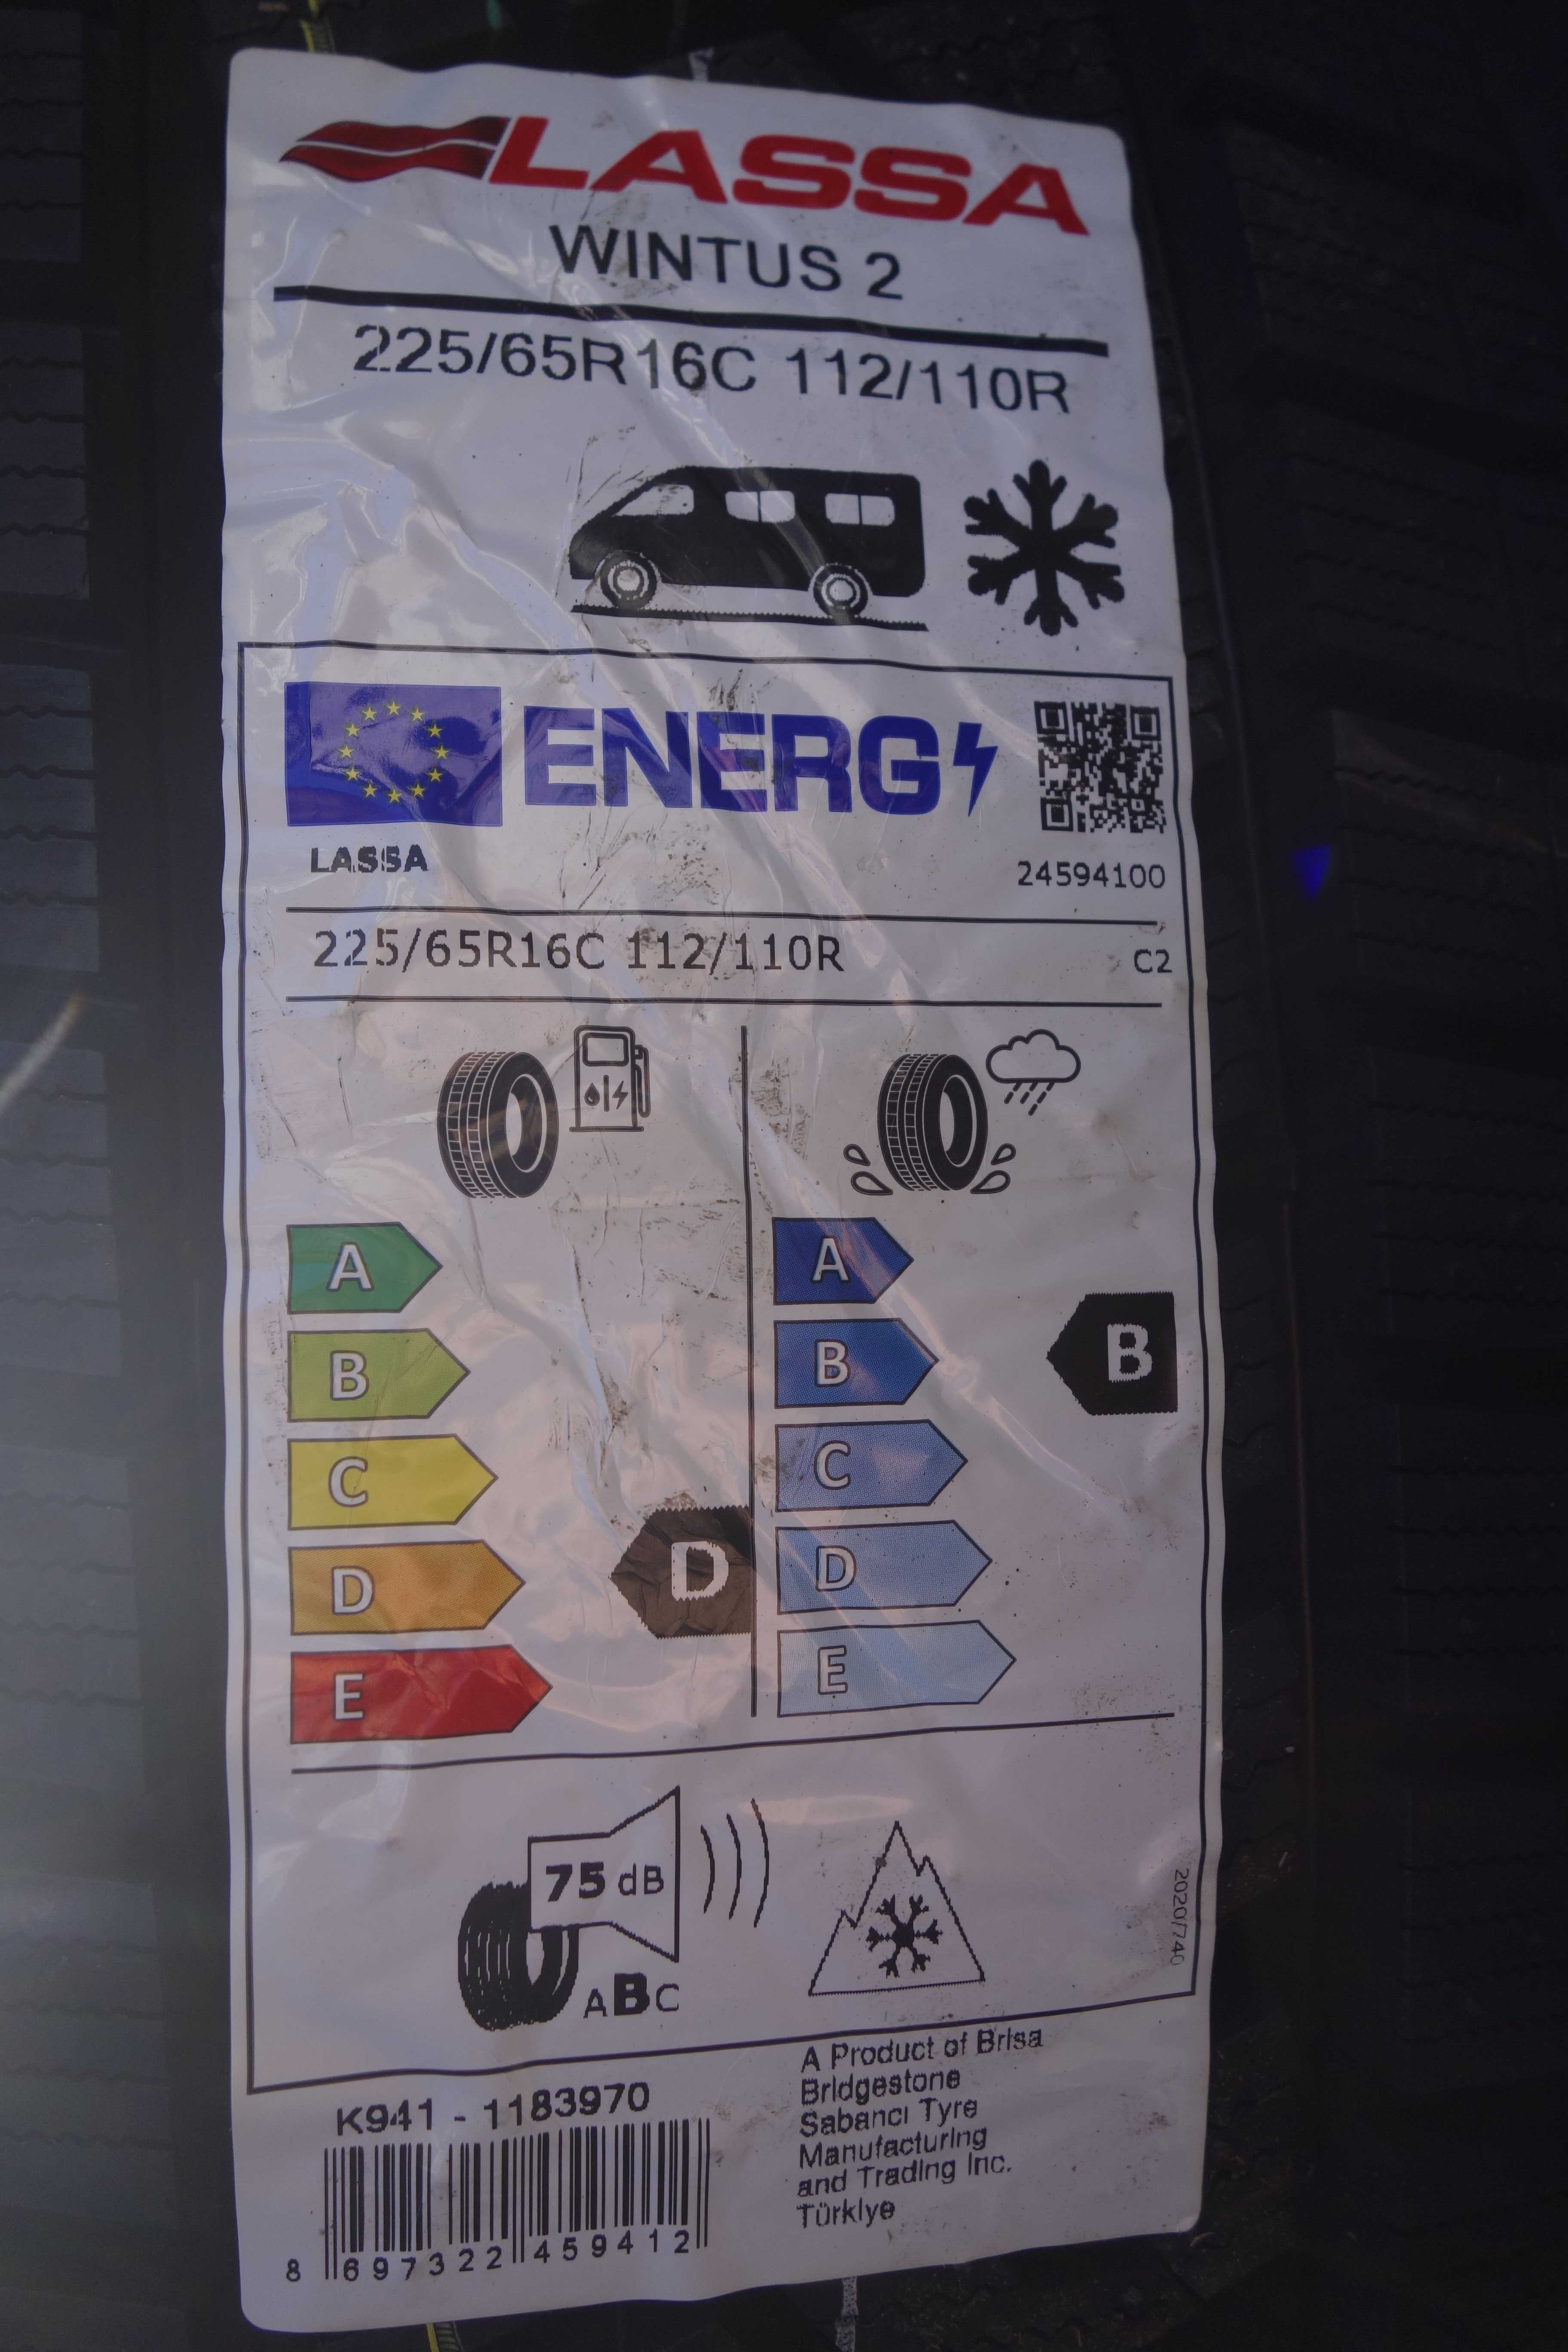 LASSA
WINTUS 2
225/65R16C 112/110R
ENERG
LASSA
24594100
225/65R16C 112/110R
C2
A
B
C
D
E
D
A
B
C
D
E
B
75 dB
ABC
2020/740
K941 - 1183970
8 697322 459412
A Product of Brisa
Bridgestone
Sabancı Tyre
Manufacturing
and Trading Inc.
Türkiye